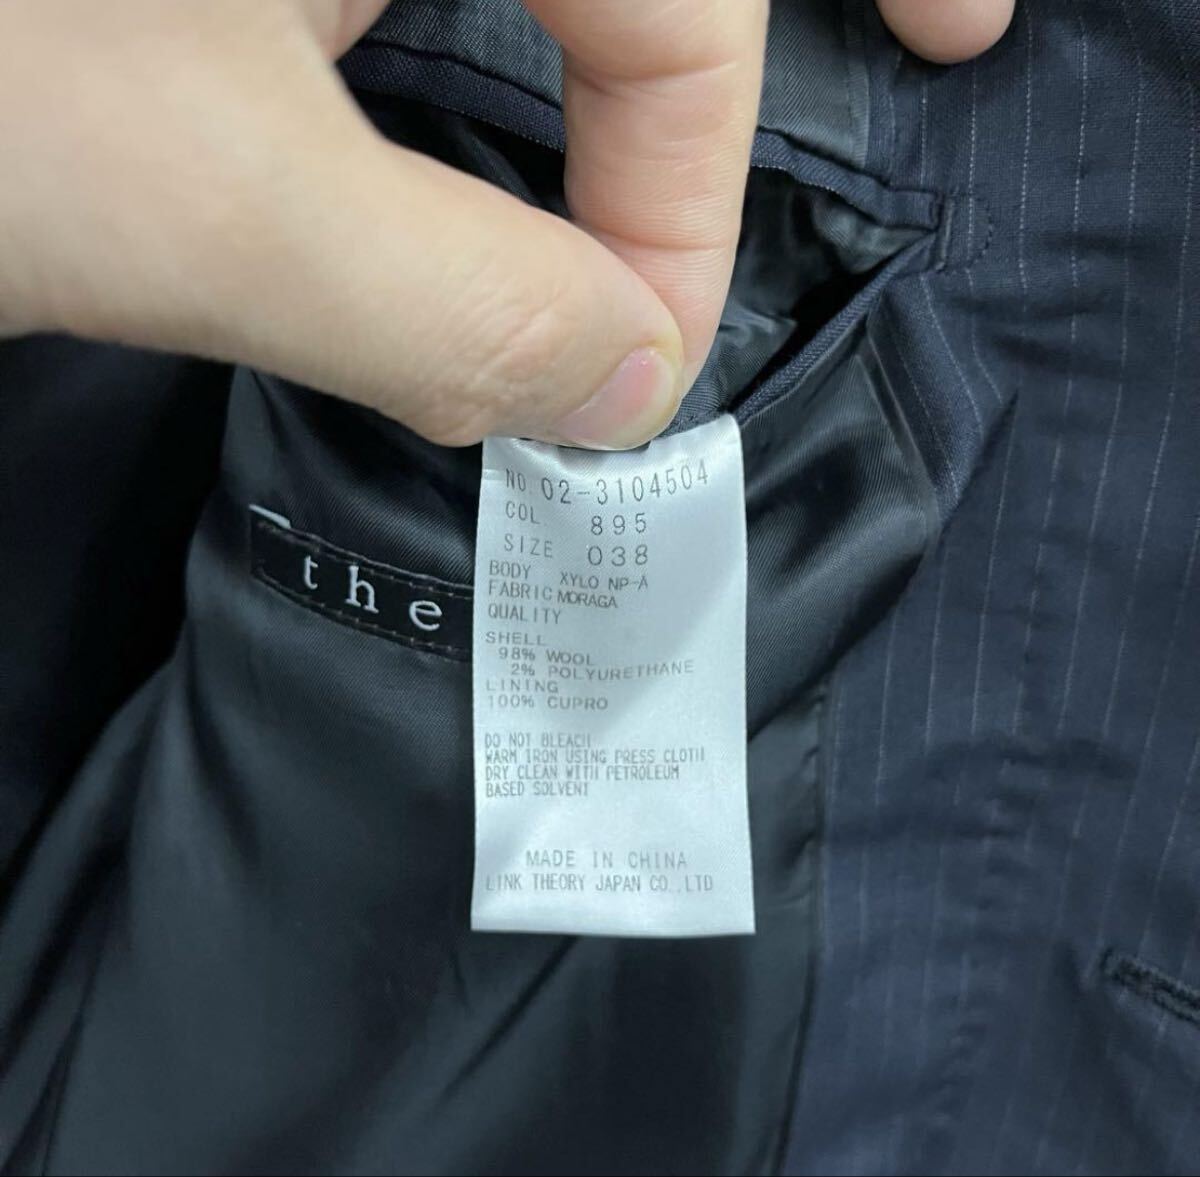 NO. 02-3104504
COL 895
SIZE 038
BODY XYLO NP-A
FABRIC MORAGA
QUALITY
SHELL
98% WOOL
2% POLYURETHANE
LINING
100% CUPRO
DO NOT BLEACH
WARM IRON USING PRESS CLOTH
DRY CLEAN WITH PETROLEUM
BASED SOLVENT
MADE IN CHINA
LINK THEORY JAPAN CO.,LTD
the